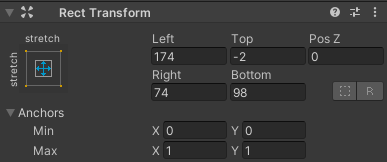 Rect Transform
stretch
stretch
Left Top Pos Z
174 -2 0
Right Bottom
74 98
R
Anchors
Min X 0 Y 0
Max X 1 Y 1